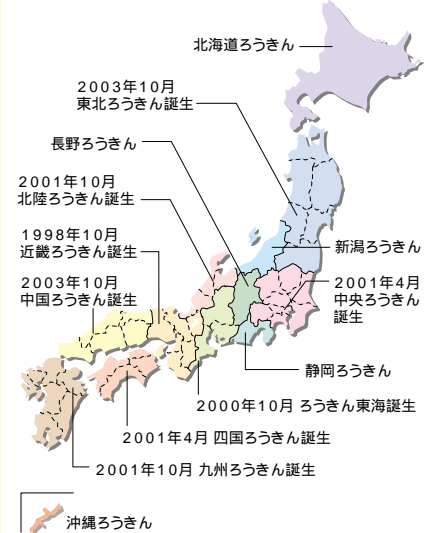 北海道ろうきん
2003年10月
東北ろうきん誕生
長野ろうきん
2001年10月
北陸ろうきん誕生
1998年10月
近畿ろうきん誕生
2003年10月
中国ろうきん誕生
新潟ろうきん
2001年4月
中央ろうきん
誕生
静岡ろうきん
2000年10月 ろうきん東海誕生
2001年4月 四国ろうきん誕生
2001年10月 九州ろうきん誕生
沖縄ろうきん